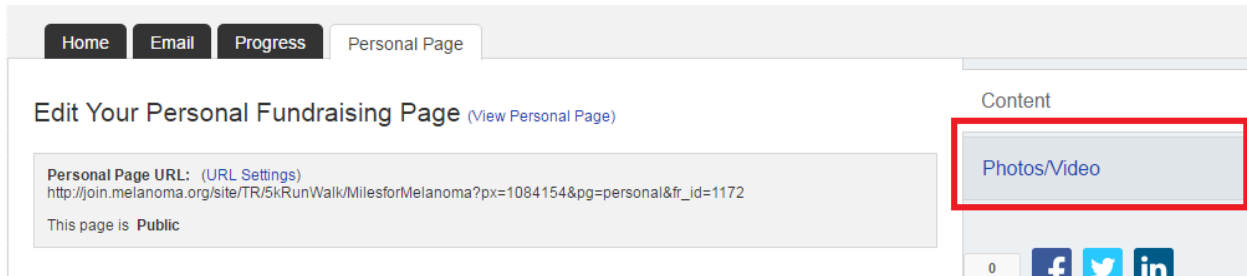 Home Email Progress Personal Page
Edit Your Personal Fundraising Page (View Personal Page)
Personal Page URL: (URL Settings)
http://join.melanoma.org/site/TR/5kRunWalk/MilesforMelanoma?px=1084154&pg=personal&fr_id=1172
This page is Public
Content
Photos/Video
0
f in